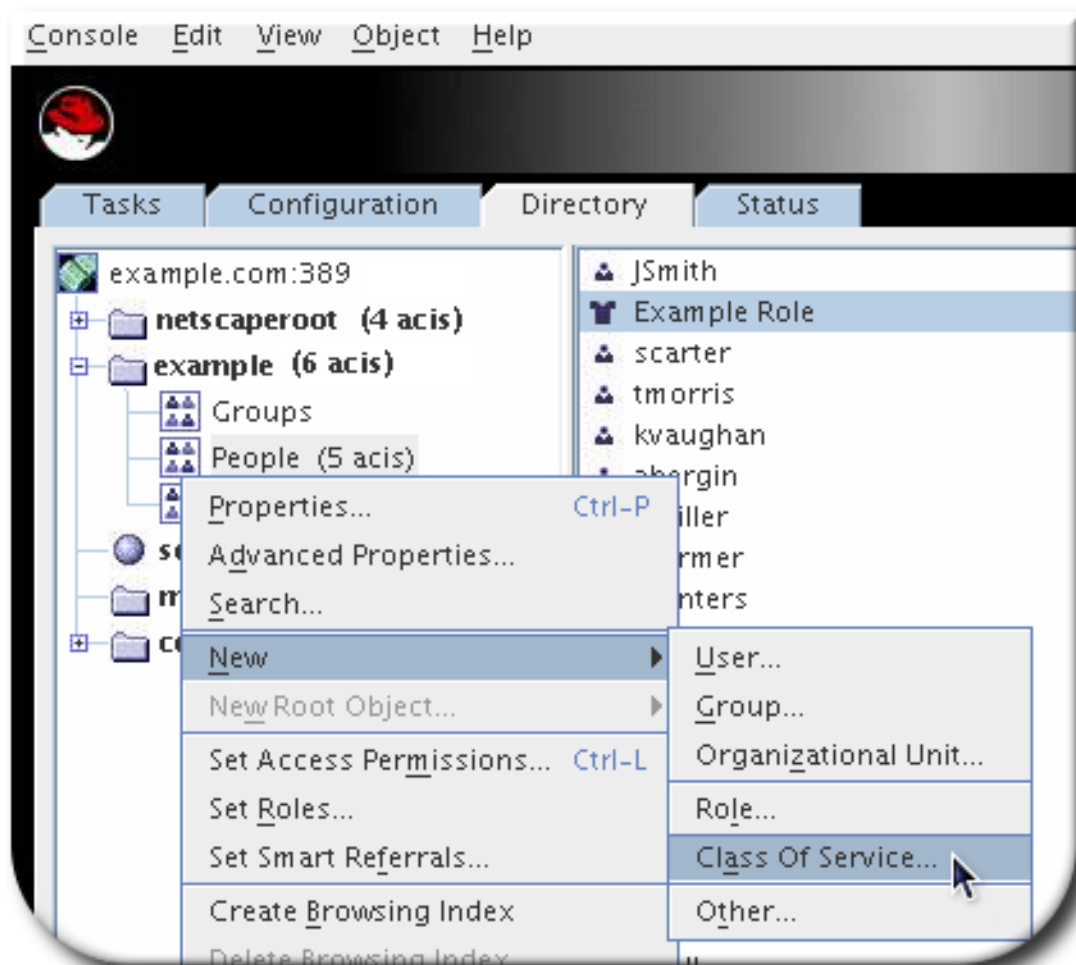 Console Edit View Object Help
Tasks Configuration Directory Status
example.com:389
netscaperoot (4 acis)
example (6 acis)
Groups
People (5 acis)
JSmith
Example Role
scarter
tmorris
kvaughan
Properties... Ctrl-P
Advanced Properties...
Search...
New
New Root Object...
Set Access Permissions... Ctrl-L
Set Roles...
Set Smart Referrals...
Create Browsing Index
Delete Browsing Index
User...
Group...
Organizational Unit...
Role...
Class Of Service...
Other...